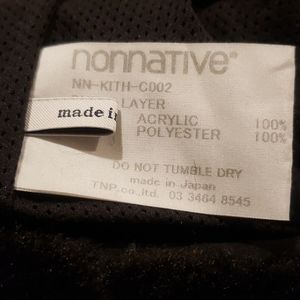 nonnative®
NN-KITH-C002
LAYER
made in
ACRYLIC 100%
POLYESTER 100%
DO NOT TUMBLE DRY
made in Japan
TNP-co.,ltd. 03 3464 8545